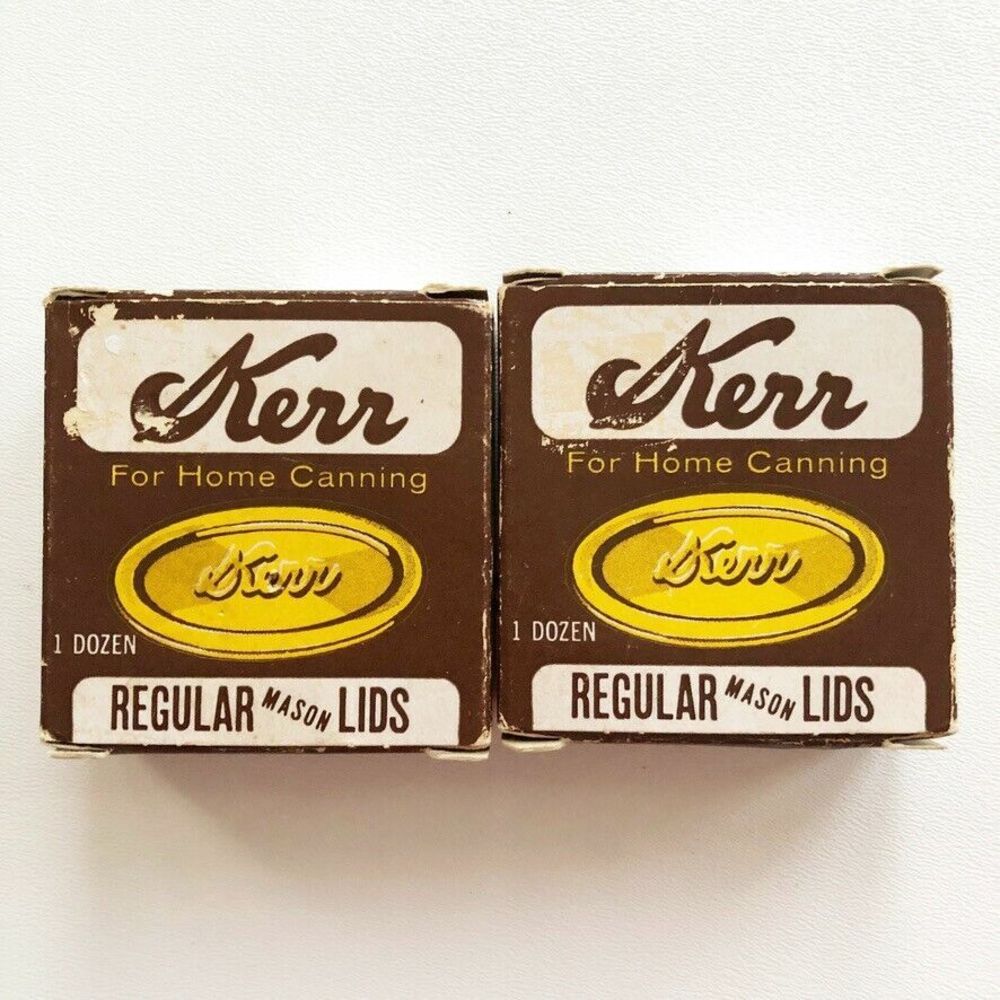 Kerr
For Home Canning
Kerr
1 DOZEN
REGULAR MASON LIDS
Kerr
For Home Canning
Kerr
1 DOZEN
REGULAR MASON LIDS